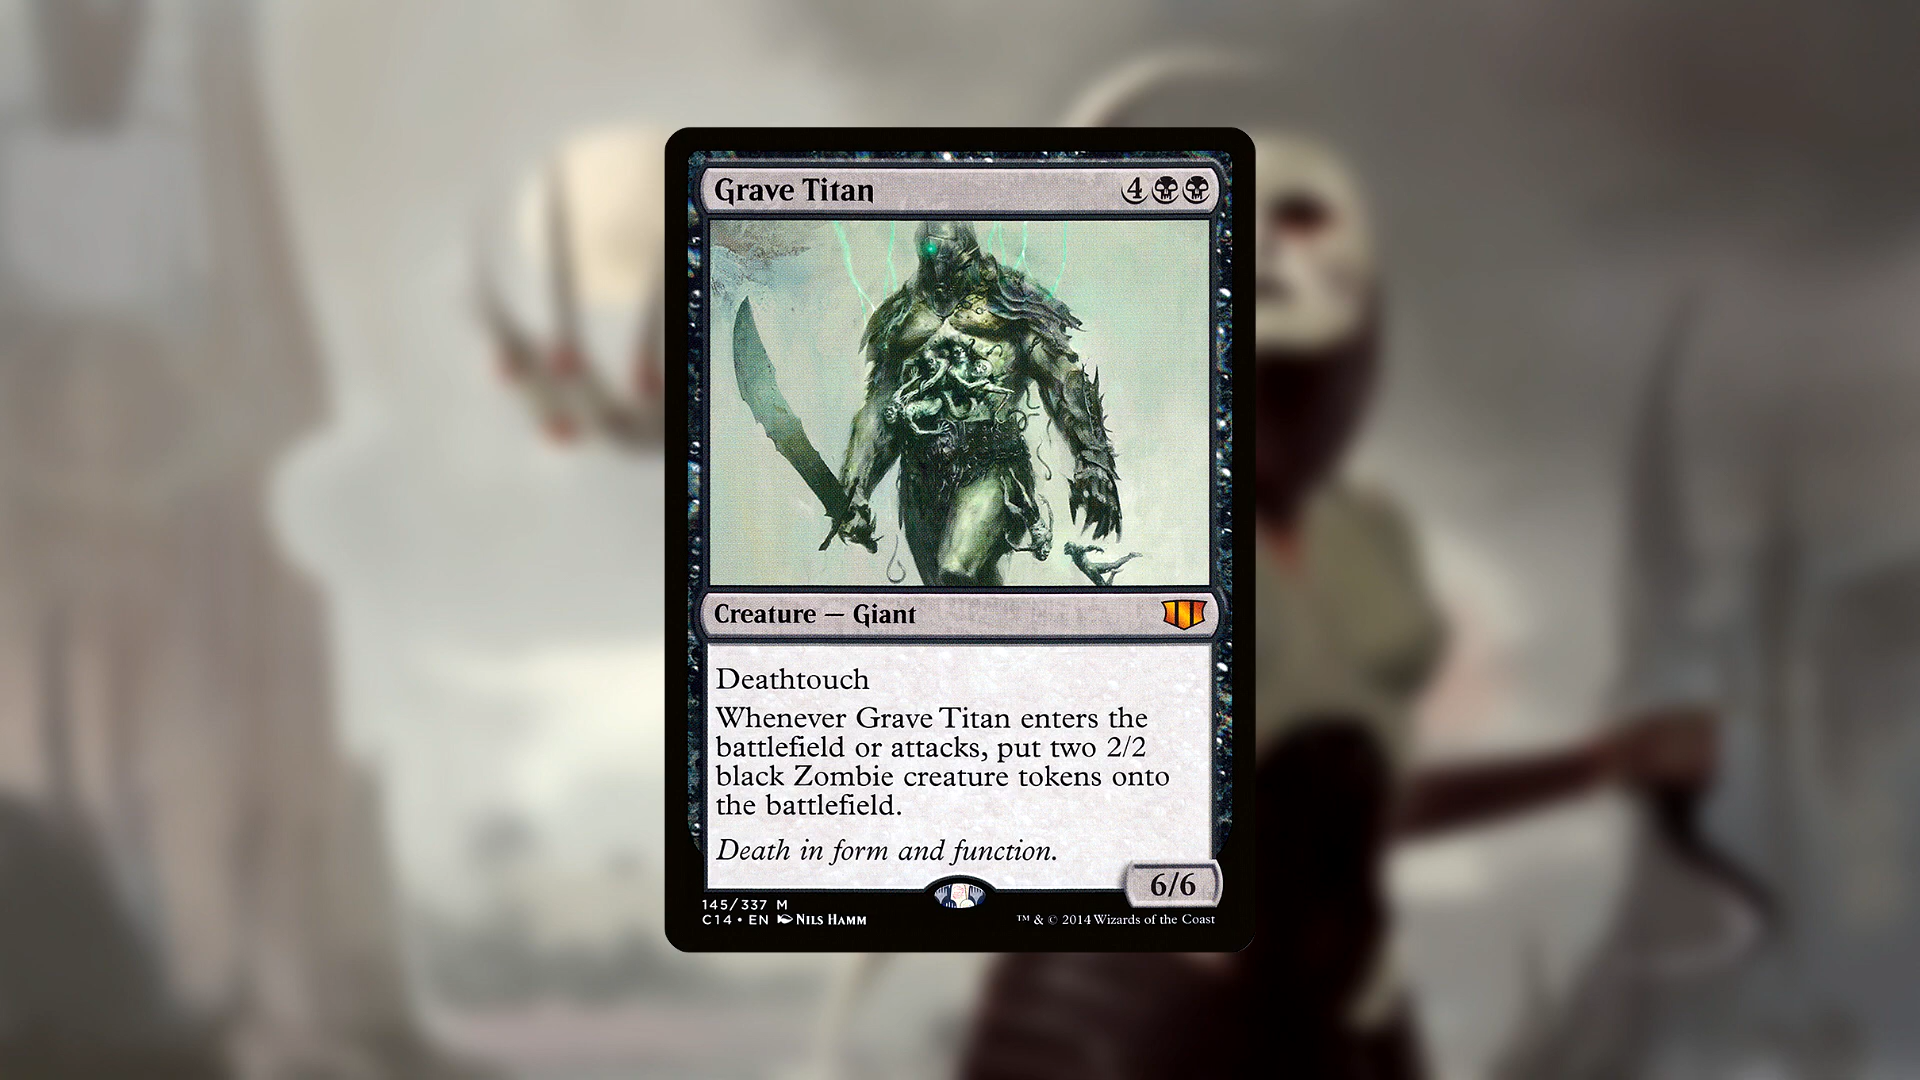 Grave Titan 4
Creature — Giant
Deathtouch
Whenever Grave Titan enters the
battlefield or attacks, put two 2/2
black Zombie creature tokens onto
the battlefield.
Death in form and function.
6/6
145/337 M
C14 • EN Nils Hamm
™ & © 2014 Wizards of the Coast